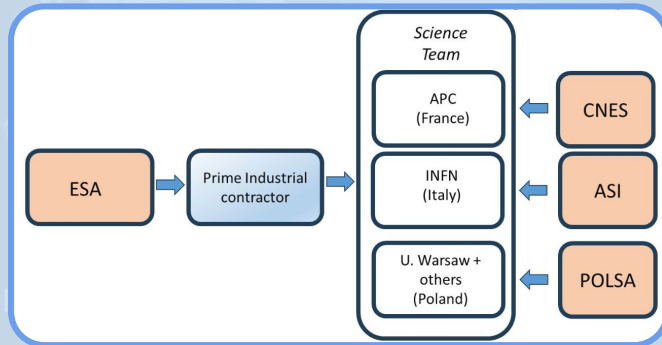 Science
Team
APC
(France)
CNES
ESA
Prime Industrial
contractor
INFN
(Italy)
ASI
U. Warsaw +
others
(Poland)
POLSA